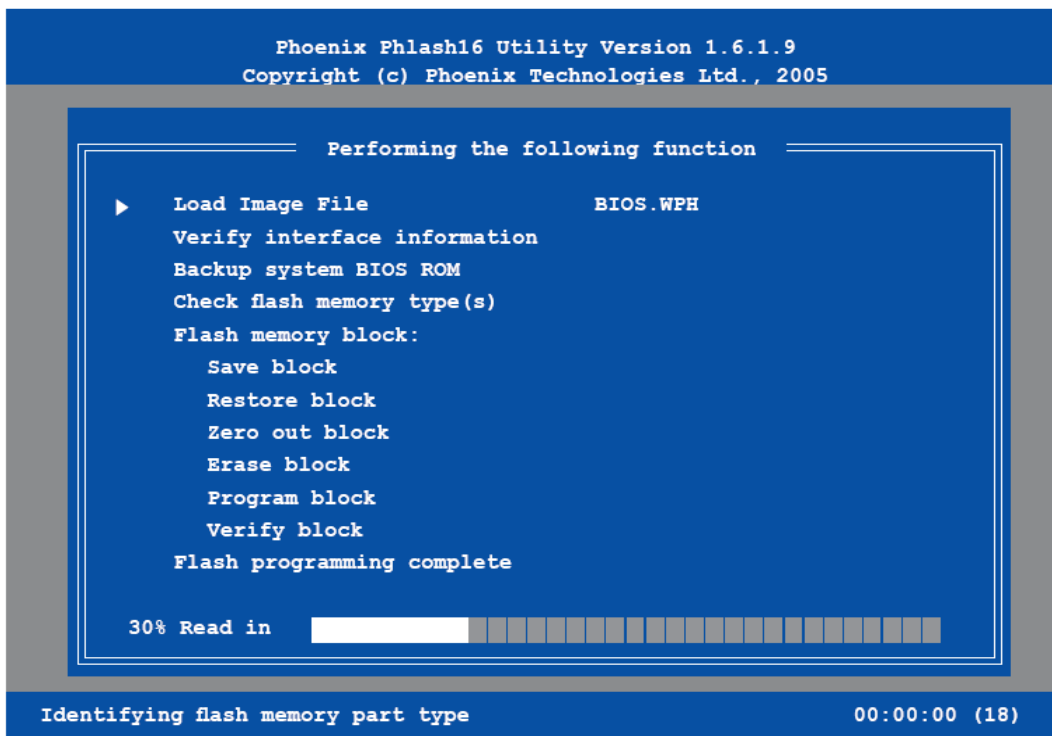 Phoenix Phlash16 Utility Version 1.6.1.9
Copyright (c) Phoenix Technologies Ltd., 2005
Performing the following function
Load Image File BIOS.WPH
Verify interface information
Backup system BIOS ROM
Check flash memory type(s)
Flash memory block:
Save block
Restore block
Zero out block
Erase block
Program block
Verify block
Flash programming complete
30% Read in
Identifying flash memory part type 00:00:00 (18)